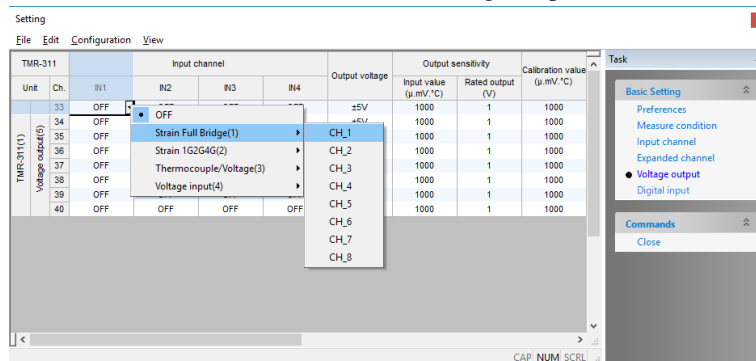 Setting
File Edit Configuration View
TMR-311 Input channel Output voltage Output sensitivity Calibration value (μ.mV.°C)
Unit Ch. IN1 IN2 IN3 IN4 Input value (μ.mV.°C) Rated output (V)
TMR-311(1)
Voltage output(5)
33 OFF ±5V 1000 1 1000
34 OFF 1000 1 1000
35 OFF 1000 1 1000
36 OFF 1000 1 1000
37 OFF 1000 1 1000
38 OFF 1000 1 1000
39 OFF 1000 1 1000
40 OFF OFF OFF OFF 1000 1 1000
OFF
Strain Full Bridge(1)
Strain 1G2G4G(2)
Thermocouple/Voltage(3)
Voltage input(4)
CH_1
CH_2
CH_3
CH_4
CH_5
CH_6
CH_7
CH_8
Task
Basic Setting
Preferences
Measure condition
Input channel
Expanded channel
Voltage output
Digital input
Commands
Close
CAP NUM SCRL